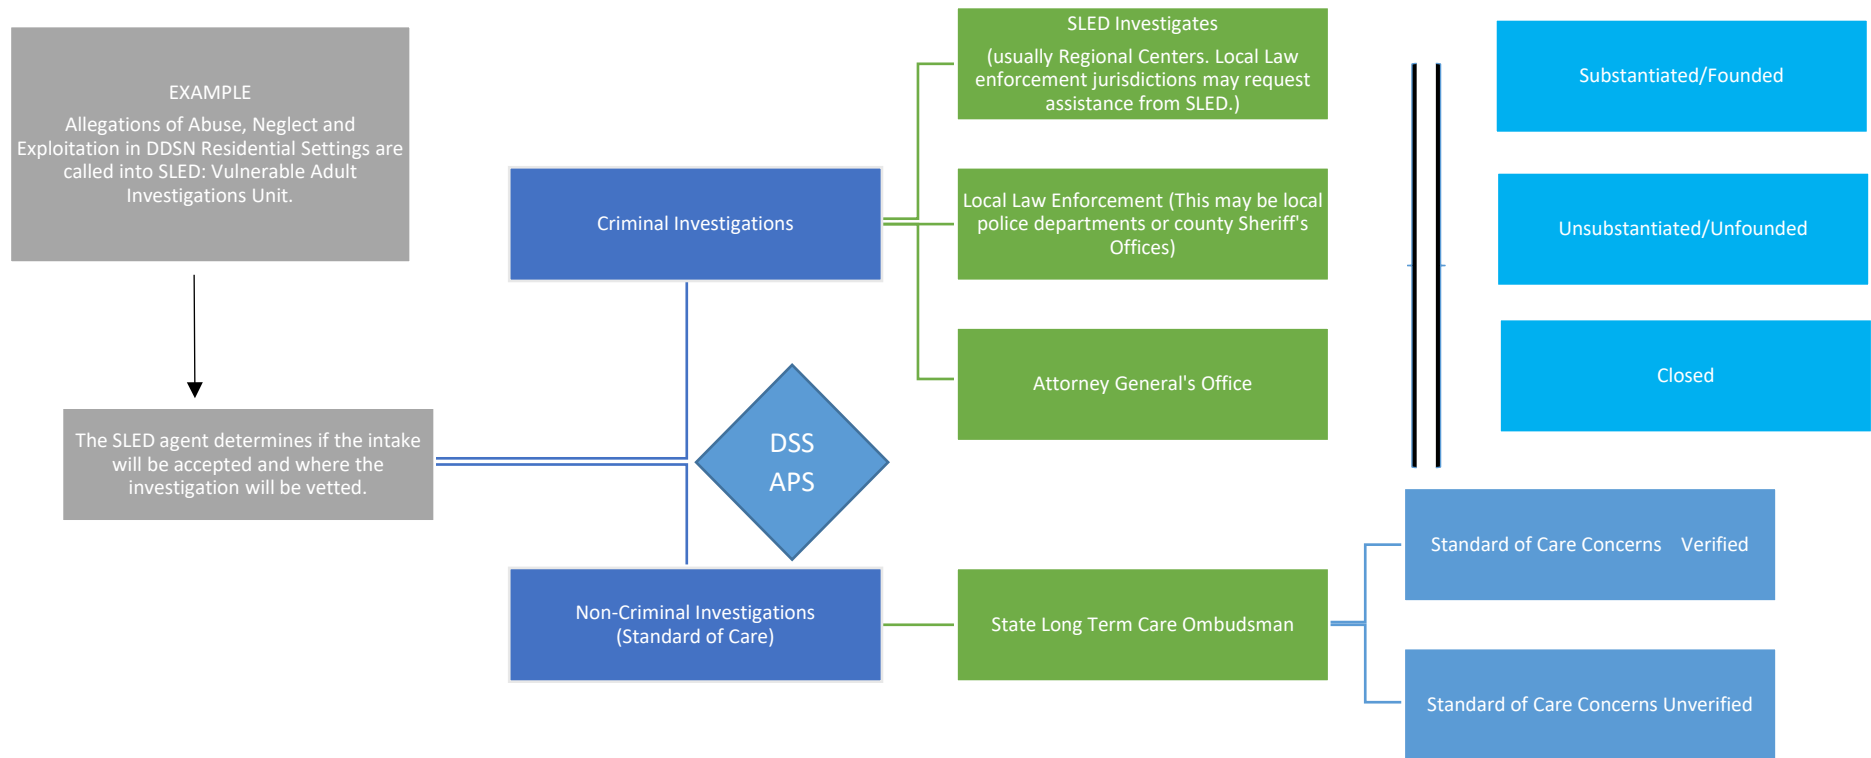 EXAMPLE
Allegations of Abuse, Neglect and
Exploitation in DDSN Residential Settings are
called into SLED: Vulnerable Adult
Investigations Unit.
The SLED agent determines if the intake
will be accepted and where the
investigation will be vetted.
Criminal Investigations
DSS
APS
Non-Criminal Investigations
(Standard of Care)
SLED Investigates
(usually Regional Centers. Local Law
enforcement jurisdictions may request
assistance from SLED.)
Local Law Enforcement (This may be local
police departments or county Sheriff's
Offices)
Attorney General's Office
State Long Term Care Ombudsman
Substantiated/Founded
Unsubstantiated/Unfounded
Closed
Standard of Care Concerns Verified
Standard of Care Concerns Unverified